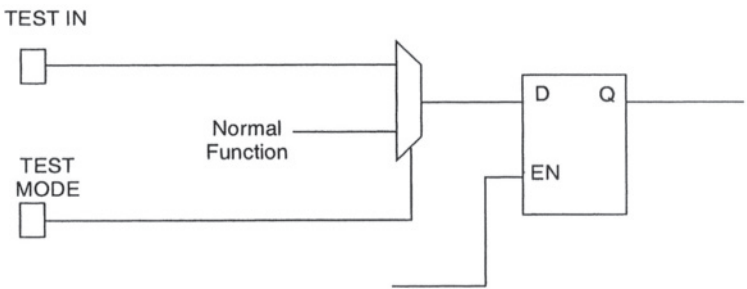 TEST IN
Normal
Function
TEST
MODE
D
Q
EN